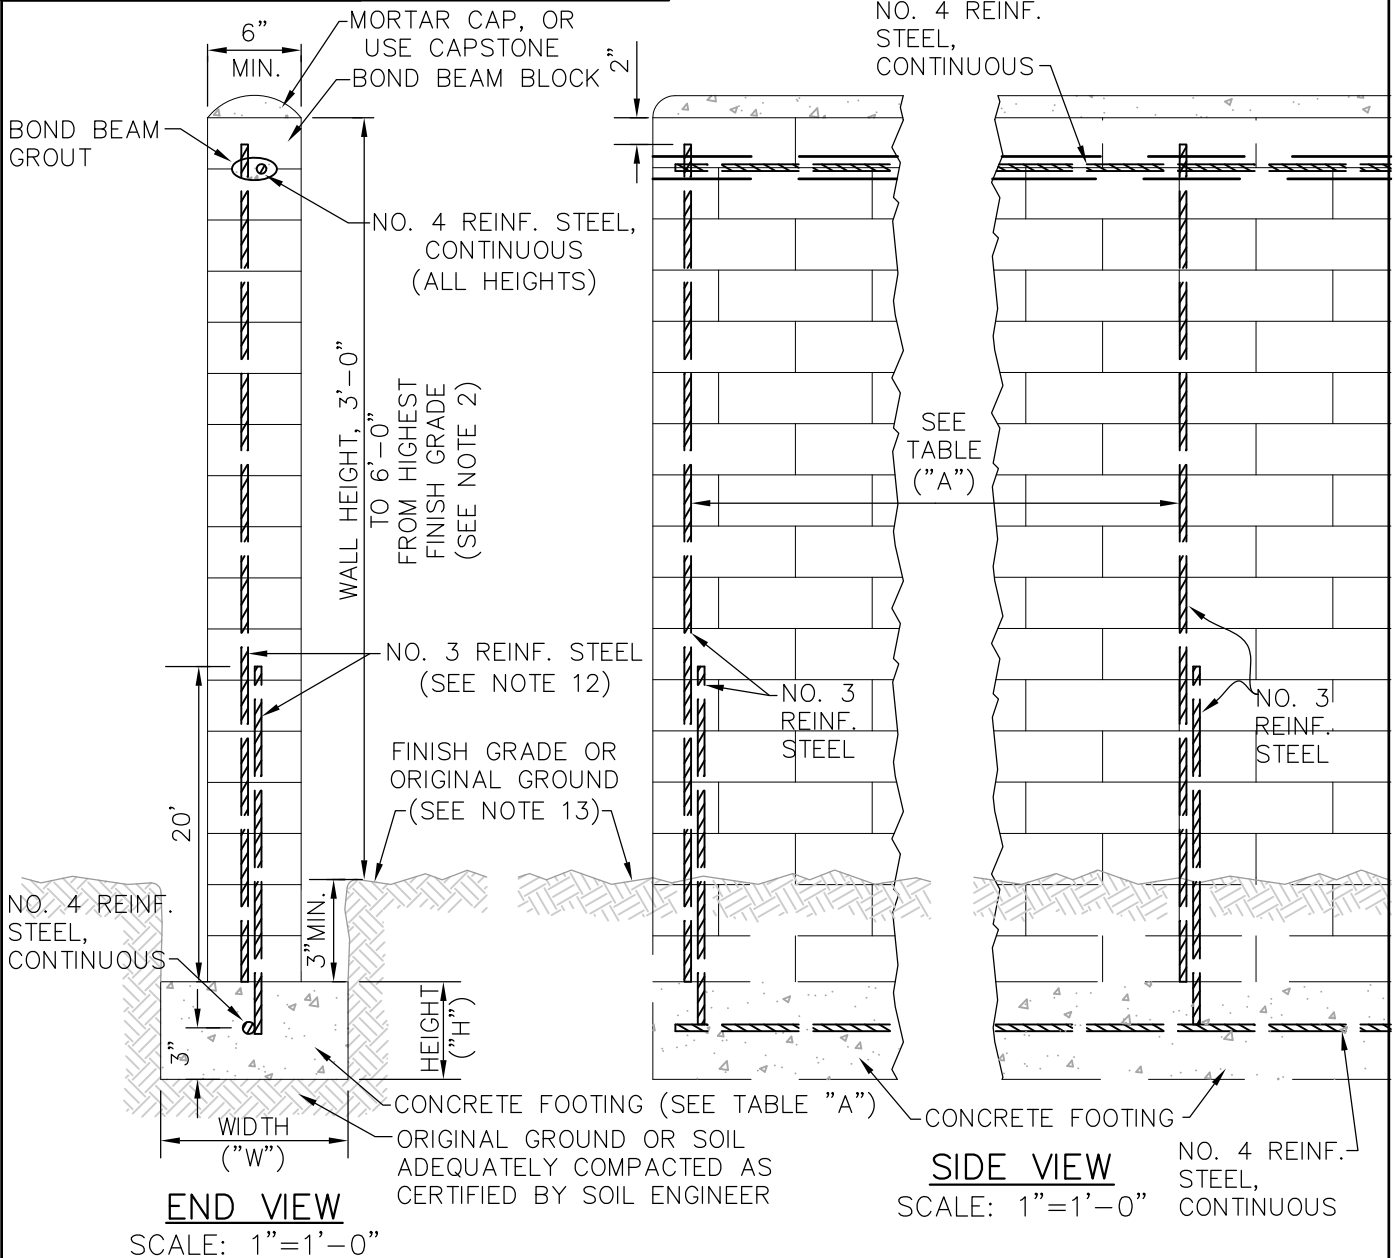 6"
MIN.
MORTAR CAP, OR
USE CAPSTONE
BOND BEAM BLOCK
2"
NO. 4 REINF.
STEEL,
CONTINUOUS
BOND BEAM
GROUT
NO. 4 REINF. STEEL,
CONTINUOUS
(ALL HEIGHTS)
WALL HEIGHT, 3'-0"
TO 6'-0"
FROM HIGHEST
FINISH GRADE
(SEE NOTE 2)
SEE
TABLE
("A")
NO. 3 REINF. STEEL
(SEE NOTE 12)
NO. 3
REINF.
STEEL
NO. 3
REINF.
STEEL
FINISH GRADE OR
ORIGINAL GROUND
(SEE NOTE 13)
20'
NO. 4 REINF.
STEEL,
CONTINUOUS
3"MIN.
HEIGHT
("H")
3"
WIDTH
("W")
CONCRETE FOOTING (SEE TABLE "A")
ORIGINAL GROUND OR SOIL
ADEQUATELY COMPACTED AS
CERTIFIED BY SOIL ENGINEER
CONCRETE FOOTING
NO. 4 REINF.
STEEL,
CONTINUOUS
END VIEW
SCALE: 1"=1'-0"
SIDE VIEW
SCALE: 1"=1'-0"